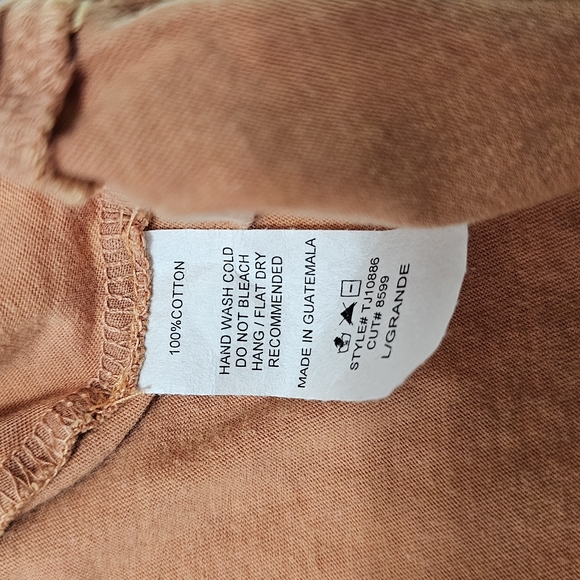 100%COTTON
HAND WASH COLD
DO NOT BLEACH
HANG / FLAT DRY
RECOMMENDED
MADE IN GUATEMALA
STYLE# TJ10886
CUT# 8599
L/GRANDE